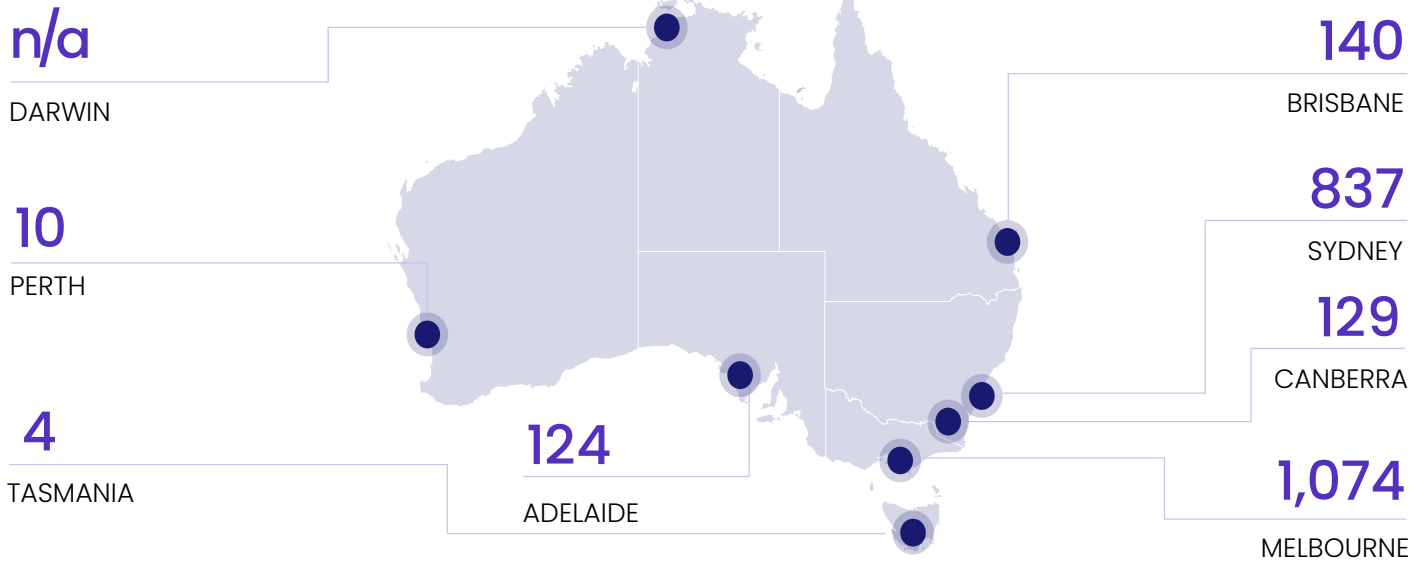 n/a
DARWIN
10
PERTH
4
TASMANIA
124
ADELAIDE
140
BRISBANE
837
SYDNEY
129
CANBERRA
1,074
MELBOURNE